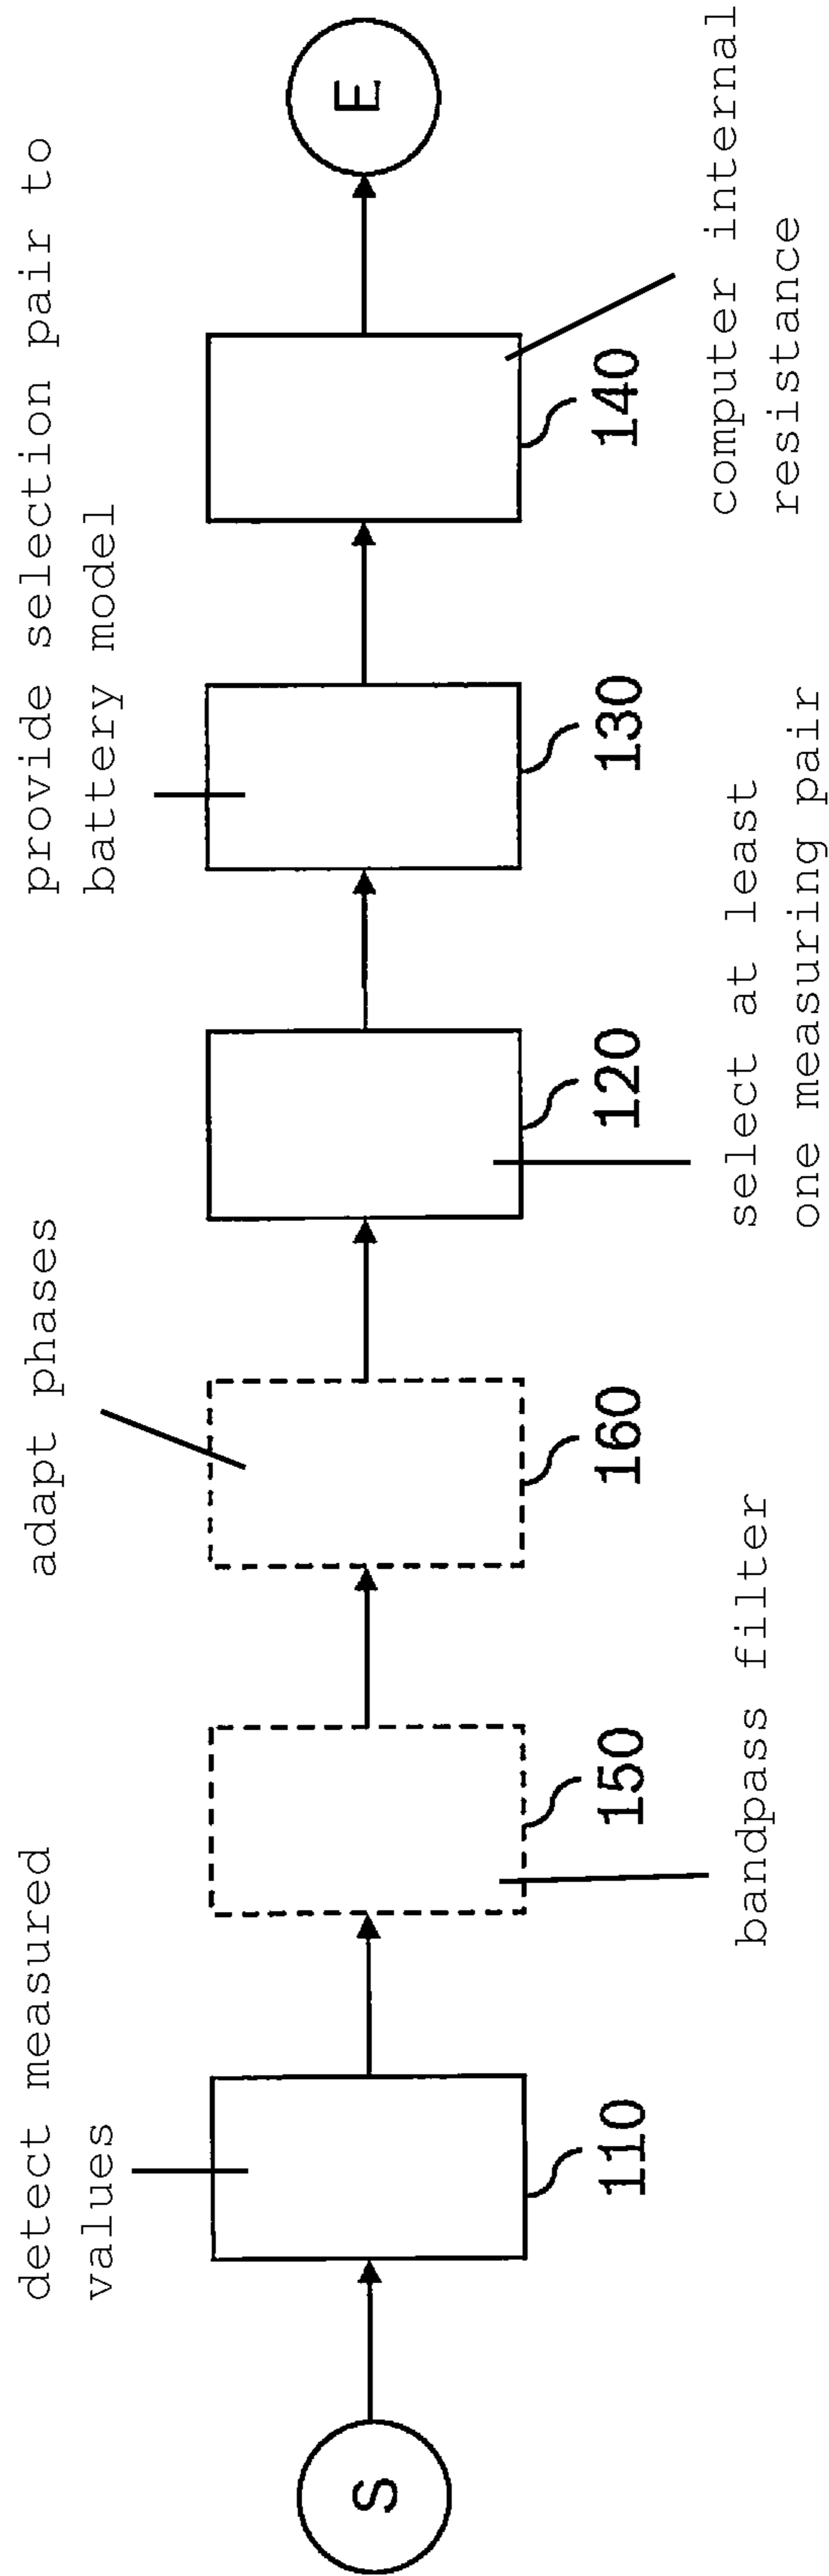 S
detect measured
values
110
bandpass filter
150
adapt phases
160
select at least
one measuring pair
120
provide selection pair to
battery model
130
computer internal
resistance
140
E